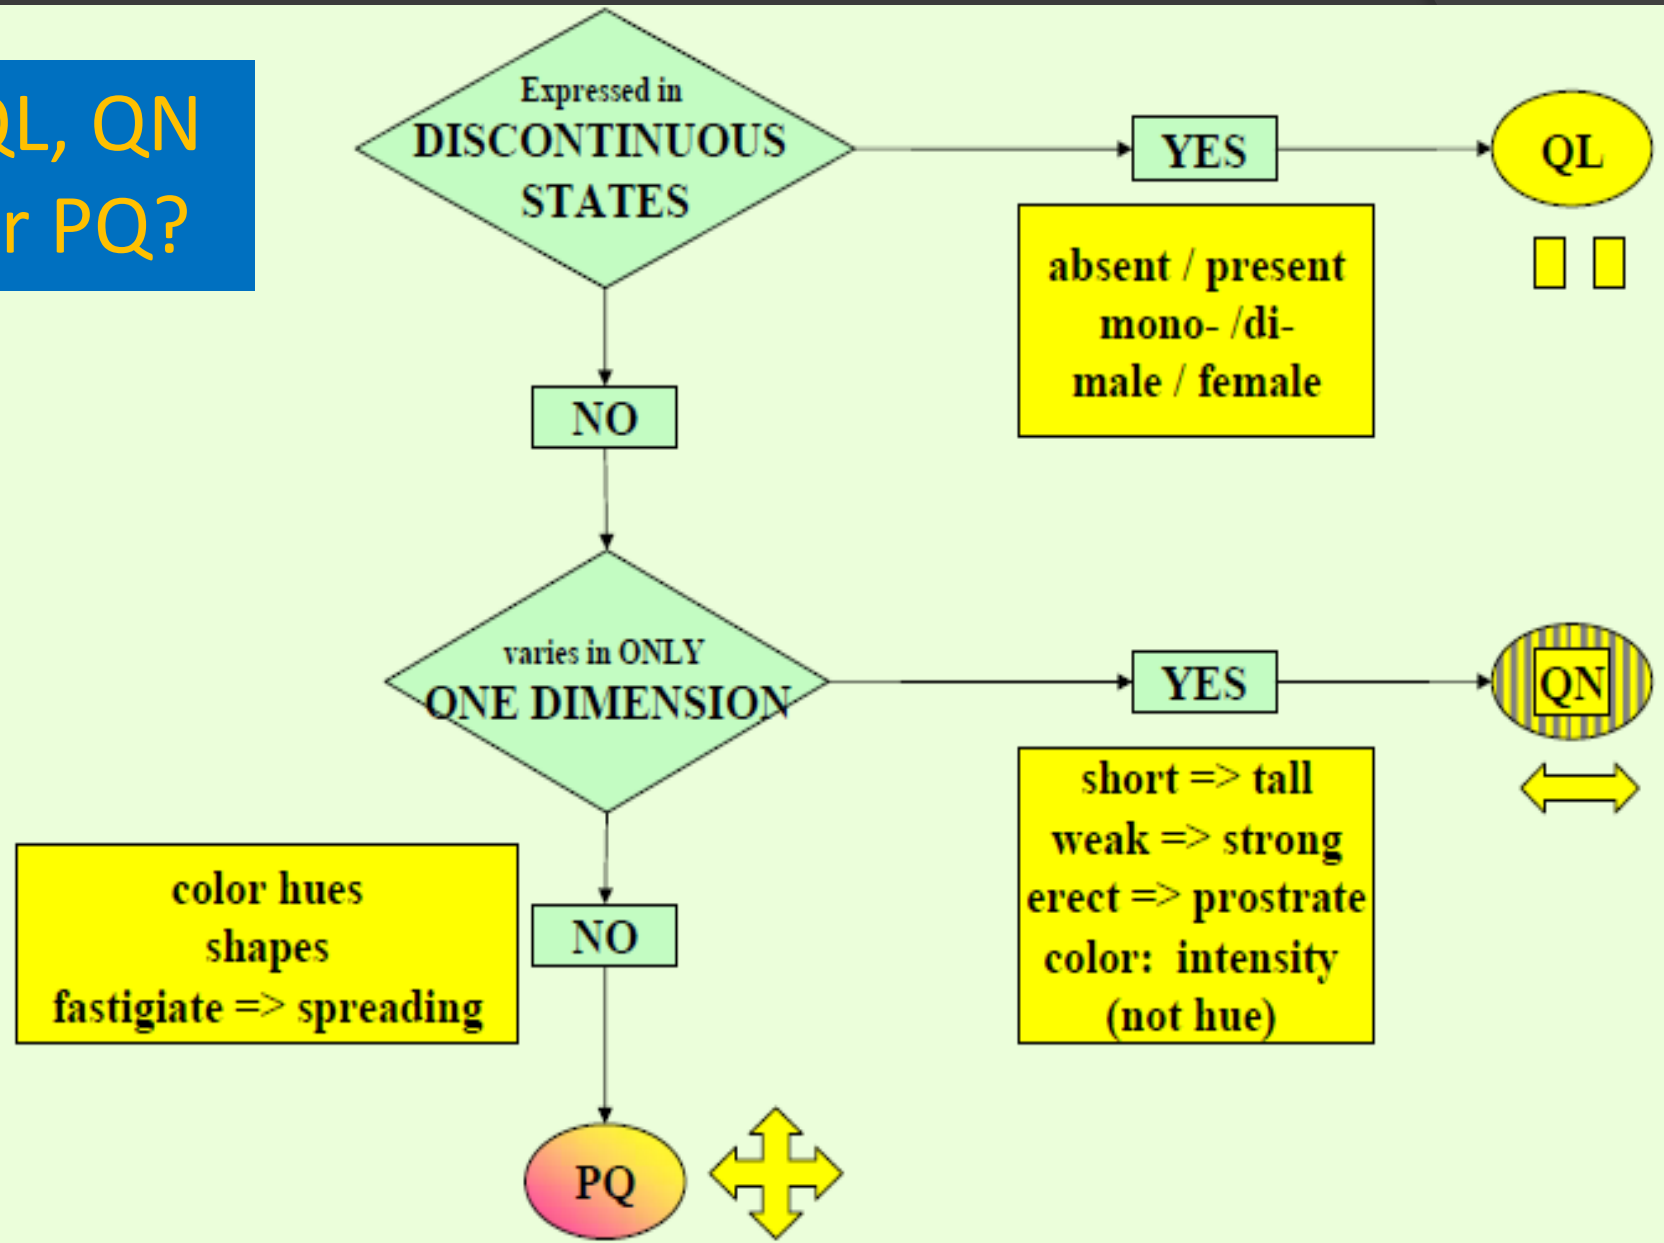 QL, QN
r PQ?
Expressed in
DISCONTINUOUS
STATES
YES
QL
absent / present
mono- /di-
male / female
NO
varies in ONLY
ONE DIMENSION
YES
QN
short => tall
weak => strong
erect => prostrate
color: intensity
(not hue)
color hues
shapes
fastigiate => spreading
NO
PQ